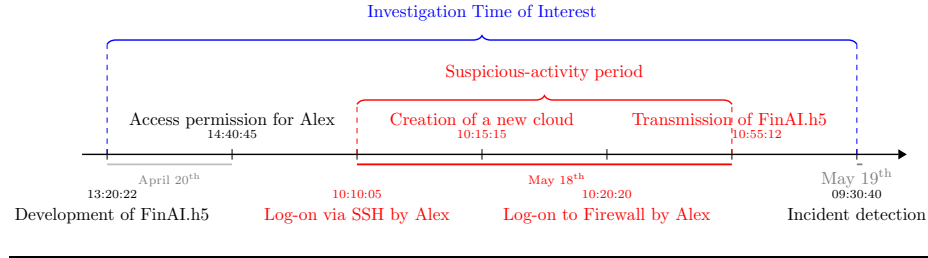 Investigation Time of Interest
Suspicious-activity period
Access permission for Alex
14:40:45
Creation of a new cloud
10:15:15
Transmission of FinAI.h5
10:55:12
April 20th
May 18th
May 19th
13:20:22
Development of FinAI.h5
10:10:05
Log-on via SSH by Alex
10:20:20
Log-on to Firewall by Alex
09:30:40
Incident detection